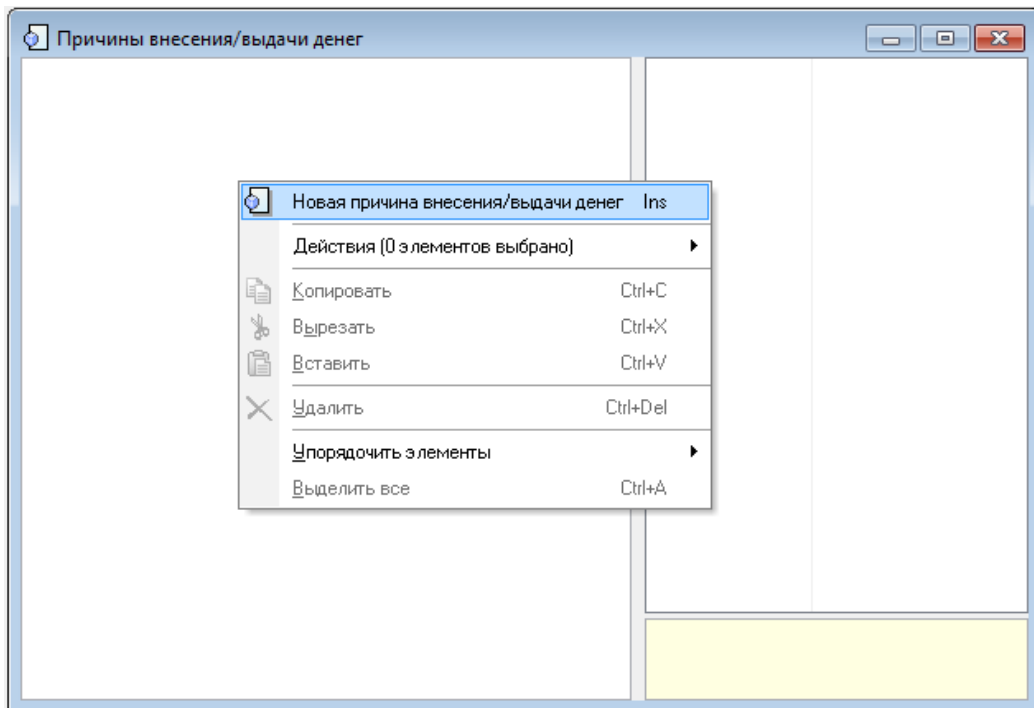 Причины внесения/выдачи денег
Новая причина внесения/выдачи денег Ins
Действия (0 элементов выбрано)
Копировать Ctrl+C
Вырезать Ctrl+X
Вставить Ctrl+V
Удалить Ctrl+Del
Упорядочить элементы
Выделить все Ctrl+A